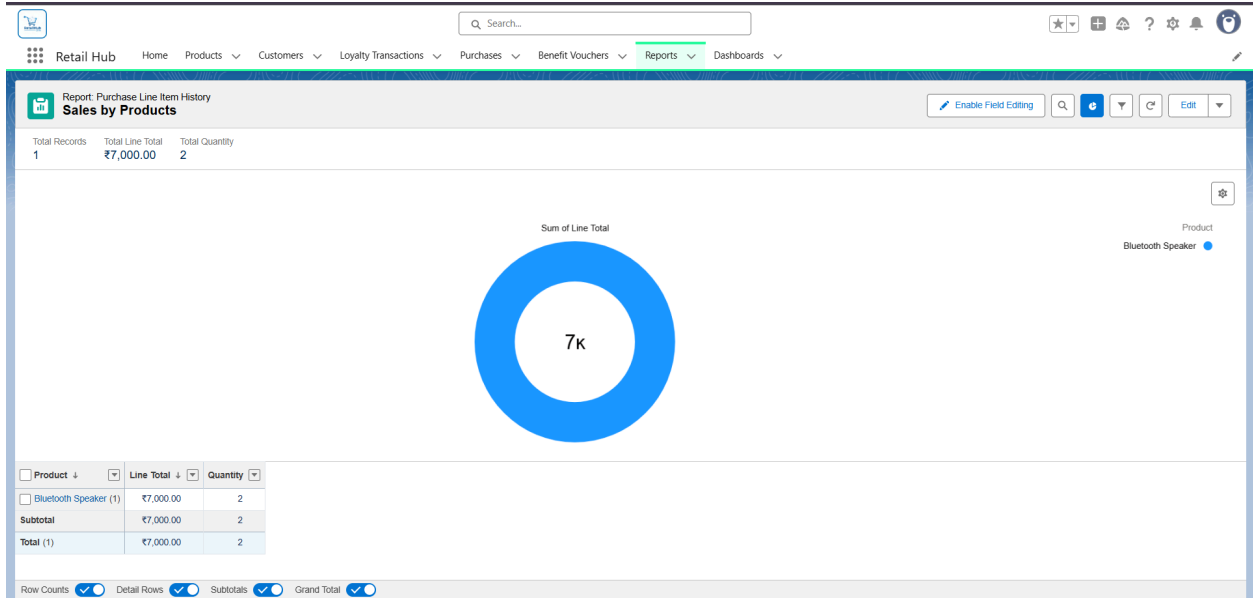 Search...
Retail Hub Home Products Customers Loyalty Transactions Purchases Benefit Vouchers Reports Dashboards
Report: Purchase Line Item History
Sales by Products
Enable Field Editing Edit
Total Records Total Line Total Total Quantity
1 ₹7,000.00 2
Sum of Line Total
Product
Bluetooth Speaker
7K
Product ↓ Line Total ↓ Quantity
Bluetooth Speaker (1) ₹7,000.00 2
Subtotal ₹7,000.00 2
Total (1) ₹7,000.00 2
Row Counts Detail Rows Subtotals Grand Total